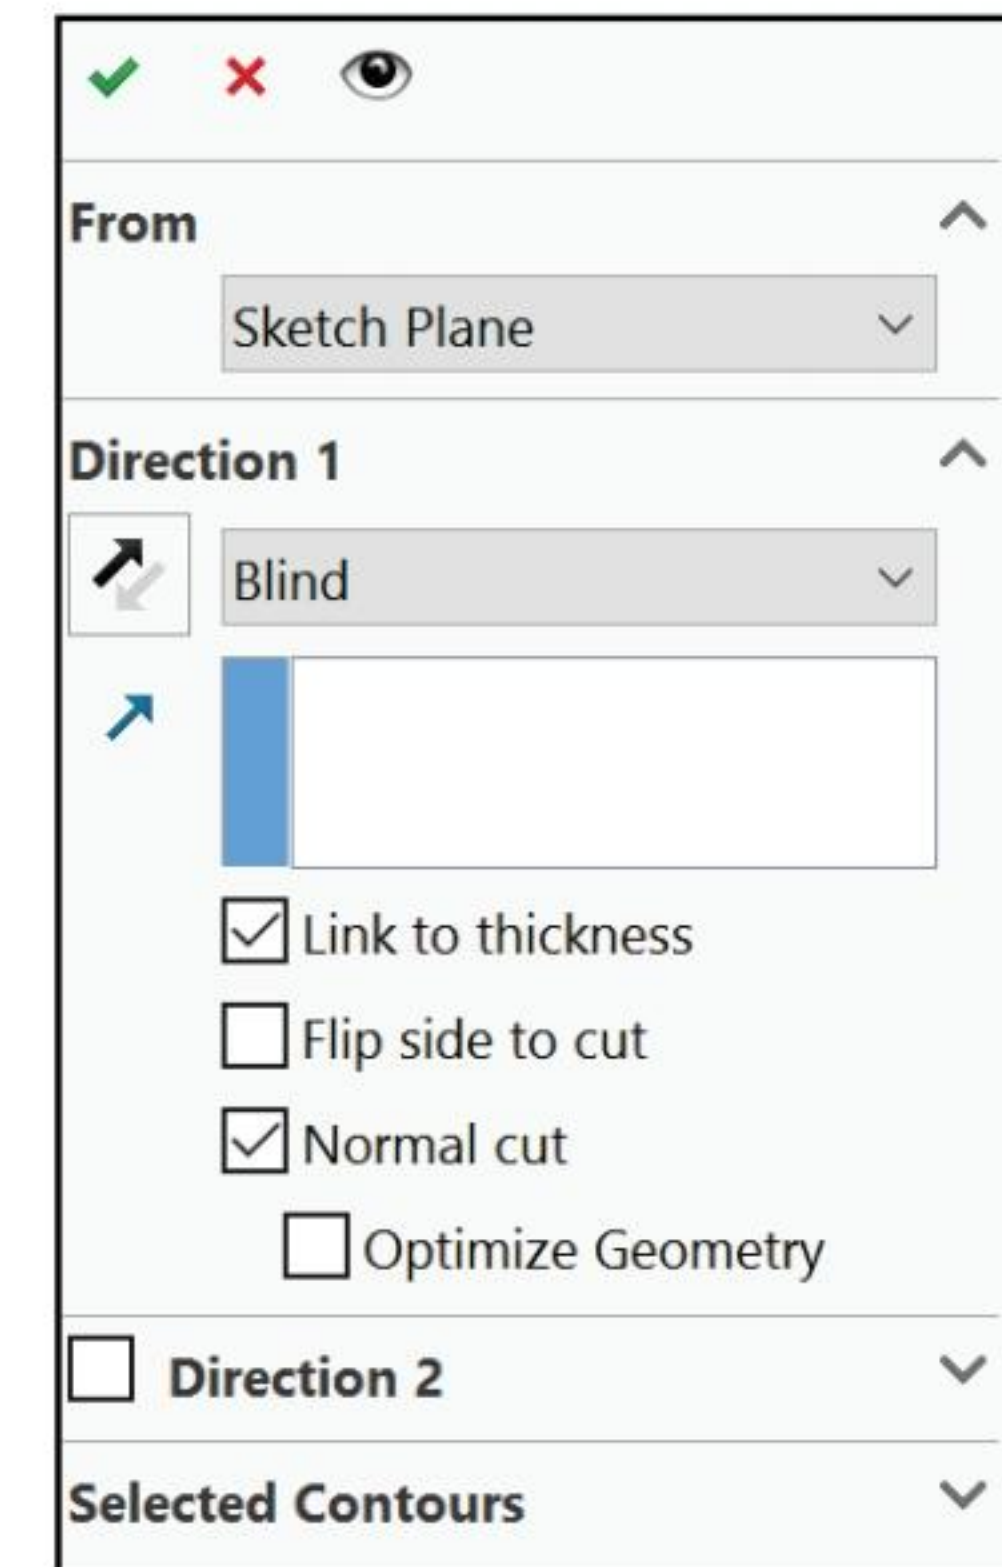 From
Sketch Plane
Direction 1
Blind
Link to thickness
Flip side to cut
Normal cut
Optimize Geometry
Direction 2
Selected Contours